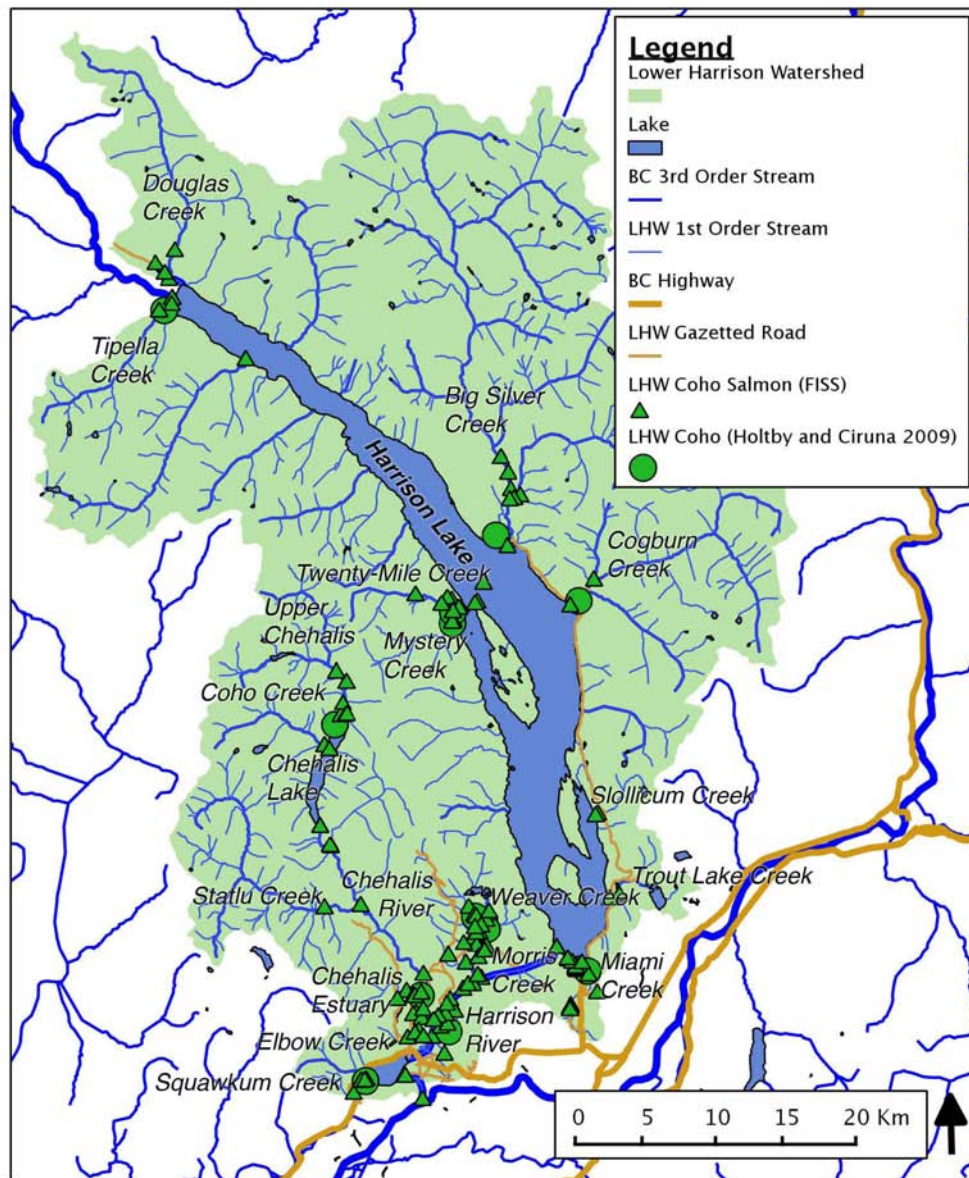 Legend
Lower Harrison Watershed
Lake
BC 3rd Order Stream
LHW 1st Order Stream
BC Highway
LHW Gazetted Road
LHW Coho Salmon (FISS)
LHW Coho (Holtby and Ciruna 2009)
Douglas
Creek
Tipella
Creek
Big Silver
Creek
Harrison Lake
Cogburn
Creek
Twenty-Mile Creek
Upper
Chehalis
Mystery
Creek
Coho Creek
Chehalis
Lake
Slollicum Creek
Trout Lake Creek
Statlu Creek
Chehalis
River
Weaver Creek
Morris
Creek
Miami
Creek
Chehalis
Estuary
Harrison
River
Elbow Creek
Squawkum Creek
0 5 10 15 20 Km